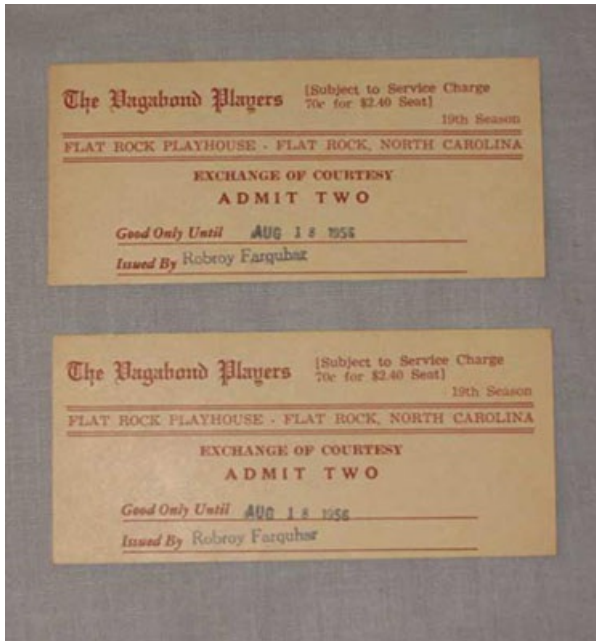 The Vagabond Players
[Subject to Service Charge
70c for $2.40 Seat]
19th Season
FLAT ROCK PLAYHOUSE - FLAT ROCK, NORTH CAROLINA
EXCHANGE OF COURTESY
ADMIT TWO
Good Only Until AUG 18 1956
Issued By Robroy Farquhar
The Vagabond Players
[Subject to Service Charge
70c for $2.40 Seat]
19th Season
FLAT ROCK PLAYHOUSE - FLAT ROCK, NORTH CAROLINA
EXCHANGE OF COURTESY
ADMIT TWO
Good Only Until AUG 18 1956
Issued By Robroy Farquhar